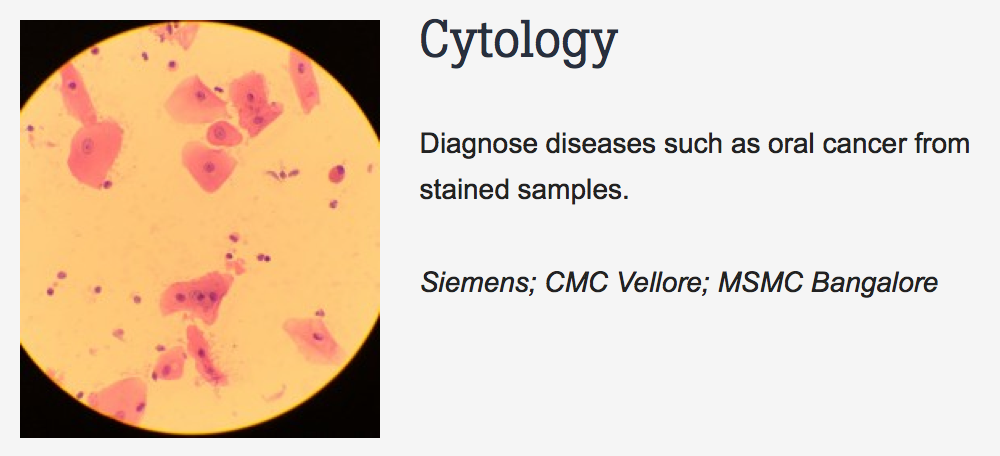 Cytology
Diagnose diseases such as oral cancer from
stained samples.
Siemens; CMC Vellore; MSMC Bangalore